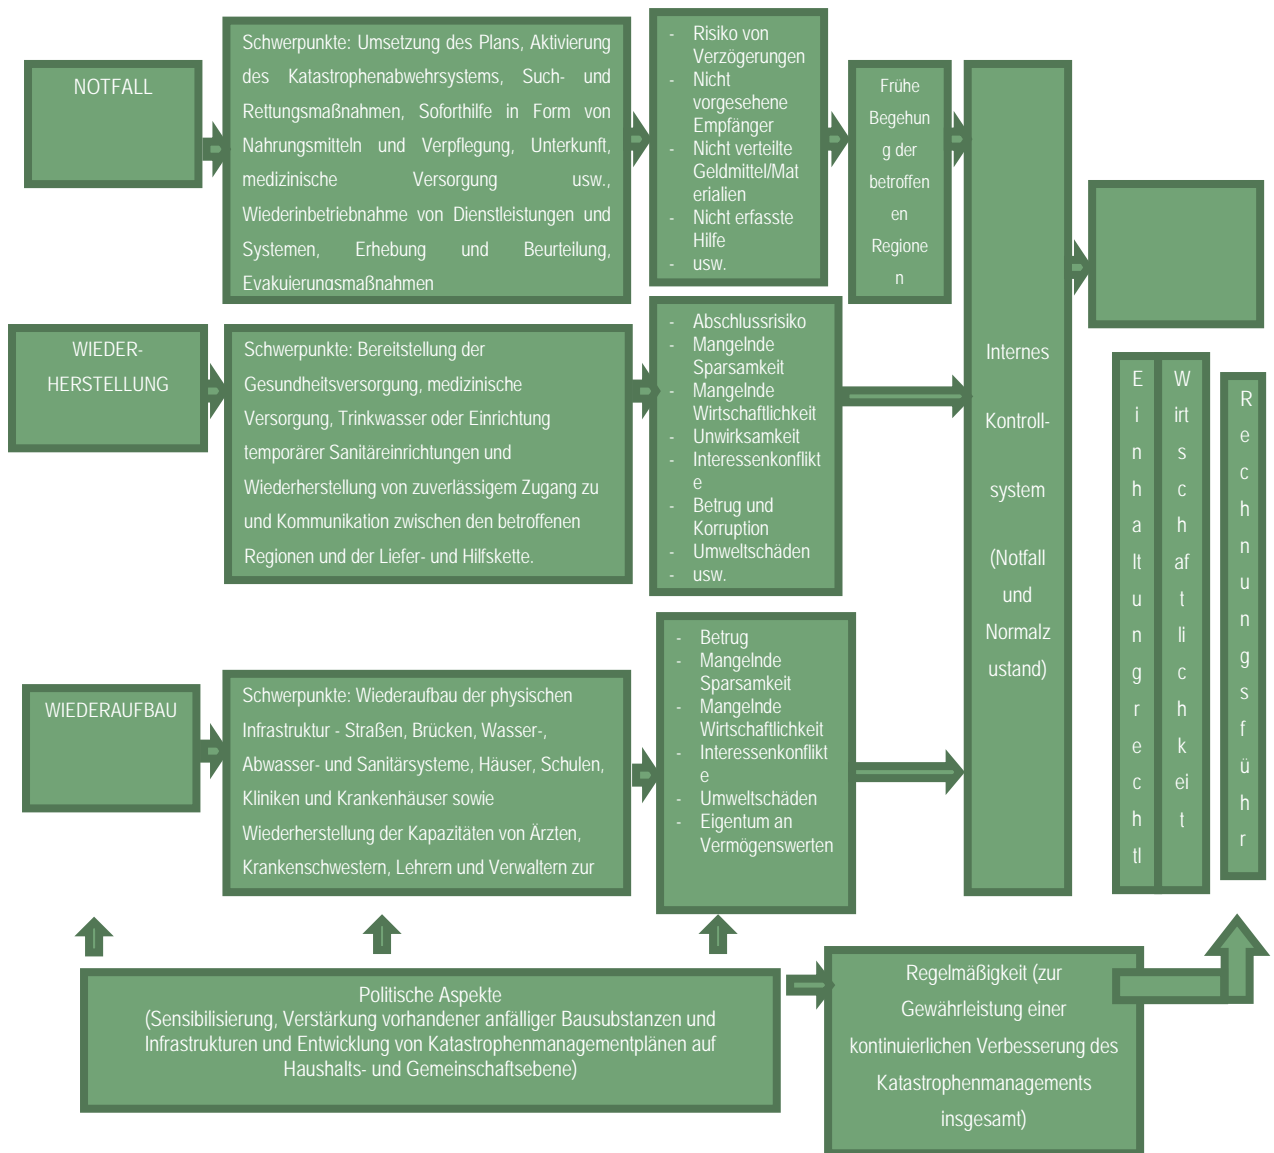 NOTFALL
Schwerpunkte: Umsetzung des Plans, Aktivierung
des Katastrophenabwehrsystems, Such- und
Rettungsmaßnahmen, Soforthilfe in Form von
Nahrungsmitteln und Verpflegung, Unterkunft,
medizinische Versorgung usw.,
Wiederinbetriebnahme von Dienstleistungen und
Systemen, Erhebung und Beurteilung,
Evakuierungsmaßnahmen
- Risiko von
Verzögerungen
- Nicht
vorgesehene
Empfänger
- Nicht verteilte
Geldmittel/Mat
erialien
- Nicht erfasste
Hilfe
- usw.
Frühe
Begehun
g der
betroffen
en
Regione
n
WIEDER-
HERSTELLUNG
Schwerpunkte: Bereitstellung der
Gesundheitsversorgung, medizinische
Versorgung, Trinkwasser oder Einrichtung
temporärer Sanitäreinrichtungen und
Wiederherstellung von zuverlässigem Zugang zu
und Kommunikation zwischen den betroffenen
Regionen und der Liefer- und Hilfskette.
- Abschlussrisiko
- Mangelnde
Sparsamkeit
- Mangelnde
Wirtschaftlichkeit
- Unwirksamkeit
- Interessenkonflikt
e
- Betrug und
Korruption
- Umweltschäden
- usw.
WIEDERAUFBAU
Schwerpunkte: Wiederaufbau der physischen
Infrastruktur - Straßen, Brücken, Wasser-,
Abwasser- und Sanitärsysteme, Häuser, Schulen,
Kliniken und Krankenhäuser sowie
Wiederherstellung der Kapazitäten von Ärzten,
Krankenschwestern, Lehrern und Verwaltern zur
- Betrug
- Mangelnde
Sparsamkeit
- Mangelnde
Wirtschaftlichkeit
- Interessenkonflikt
e
- Umweltschäden
- Eigentum an
Vermögenswerten
Internes
Kontroll-
system
(Notfall
und
Normalz
ustand)
E
i
n
h
a
lt
u
n
g
r
e
c
h
tl
W
irt
s
c
h
af
t
li
c
h
k
ei
t
R
e
c
h
n
u
n
g
s
f
ü
h
r
Politische Aspekte
(Sensibilisierung, Verstärkung vorhandener anfälliger Bausubstanzen und
Infrastrukturen und Entwicklung von Katastrophenmanagementplänen auf
Haushalts- und Gemeinschaftsebene)
Regelmäßigkeit (zur
Gewährleistung einer
kontinuierlichen Verbesserung des
Katastrophenmanagements
insgesamt)